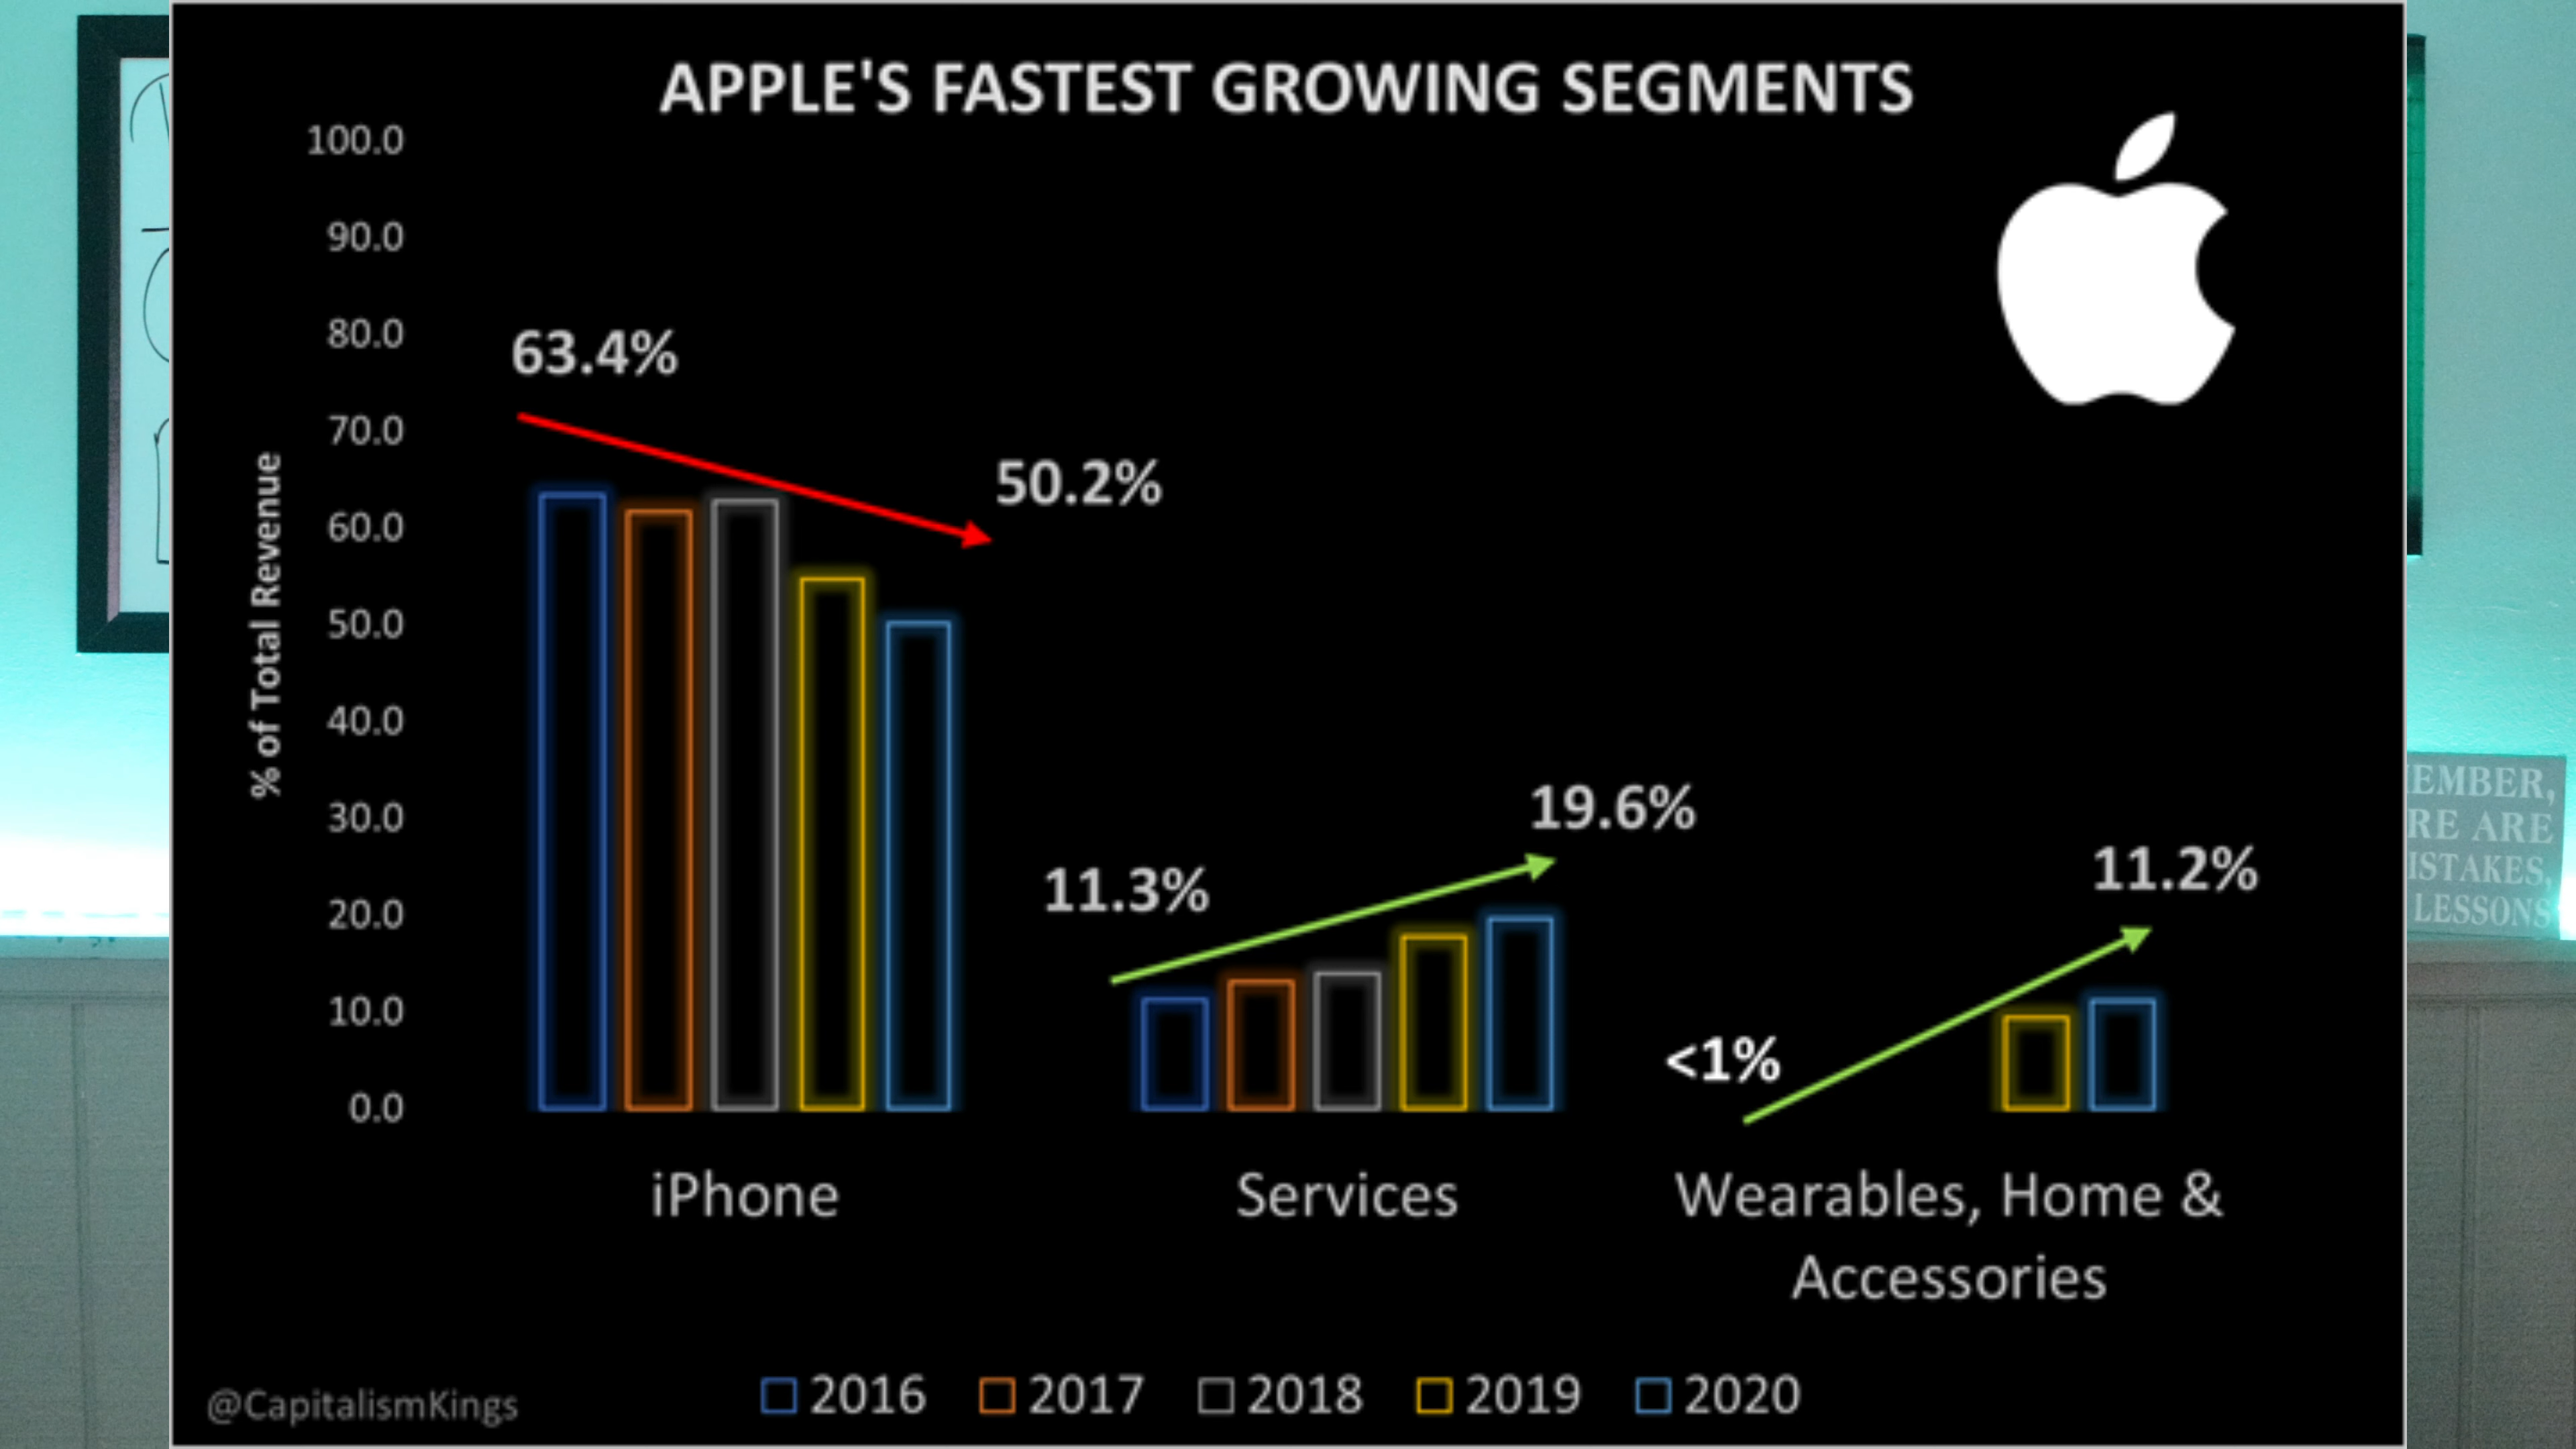 APPLE'S FASTEST GROWING SEGMENTS
100.0
90.0
80.0
70.0
60.0
50.0
40.0
30.0
20.0
10.0
0.0
% of Total Revenue
63.4%
50.2%
11.3%
19.6%
<1%
11.2%
iPhone
Services
Wearables, Home &
Accessories
2016
2017
2018
2019
2020
@CapitalismKings
EMBER,
RE ARE
ISTAKES,
LESSONS